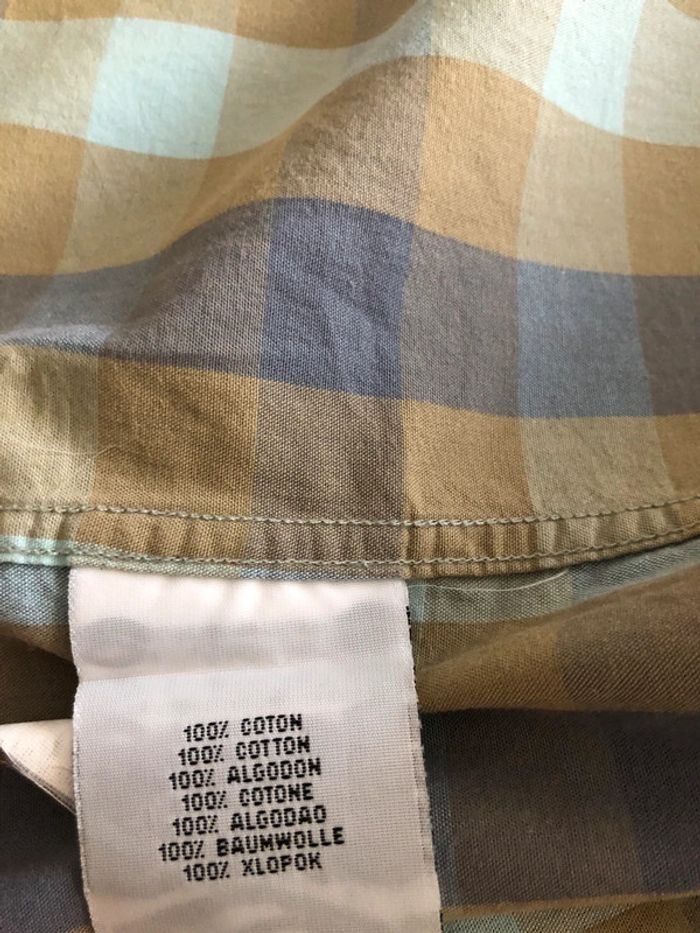 100% COTON
100% COTTON
100% ALGODON
100% COTONE
100% ALGODAO
100% BAUMWOLLE
100% XLOPOK